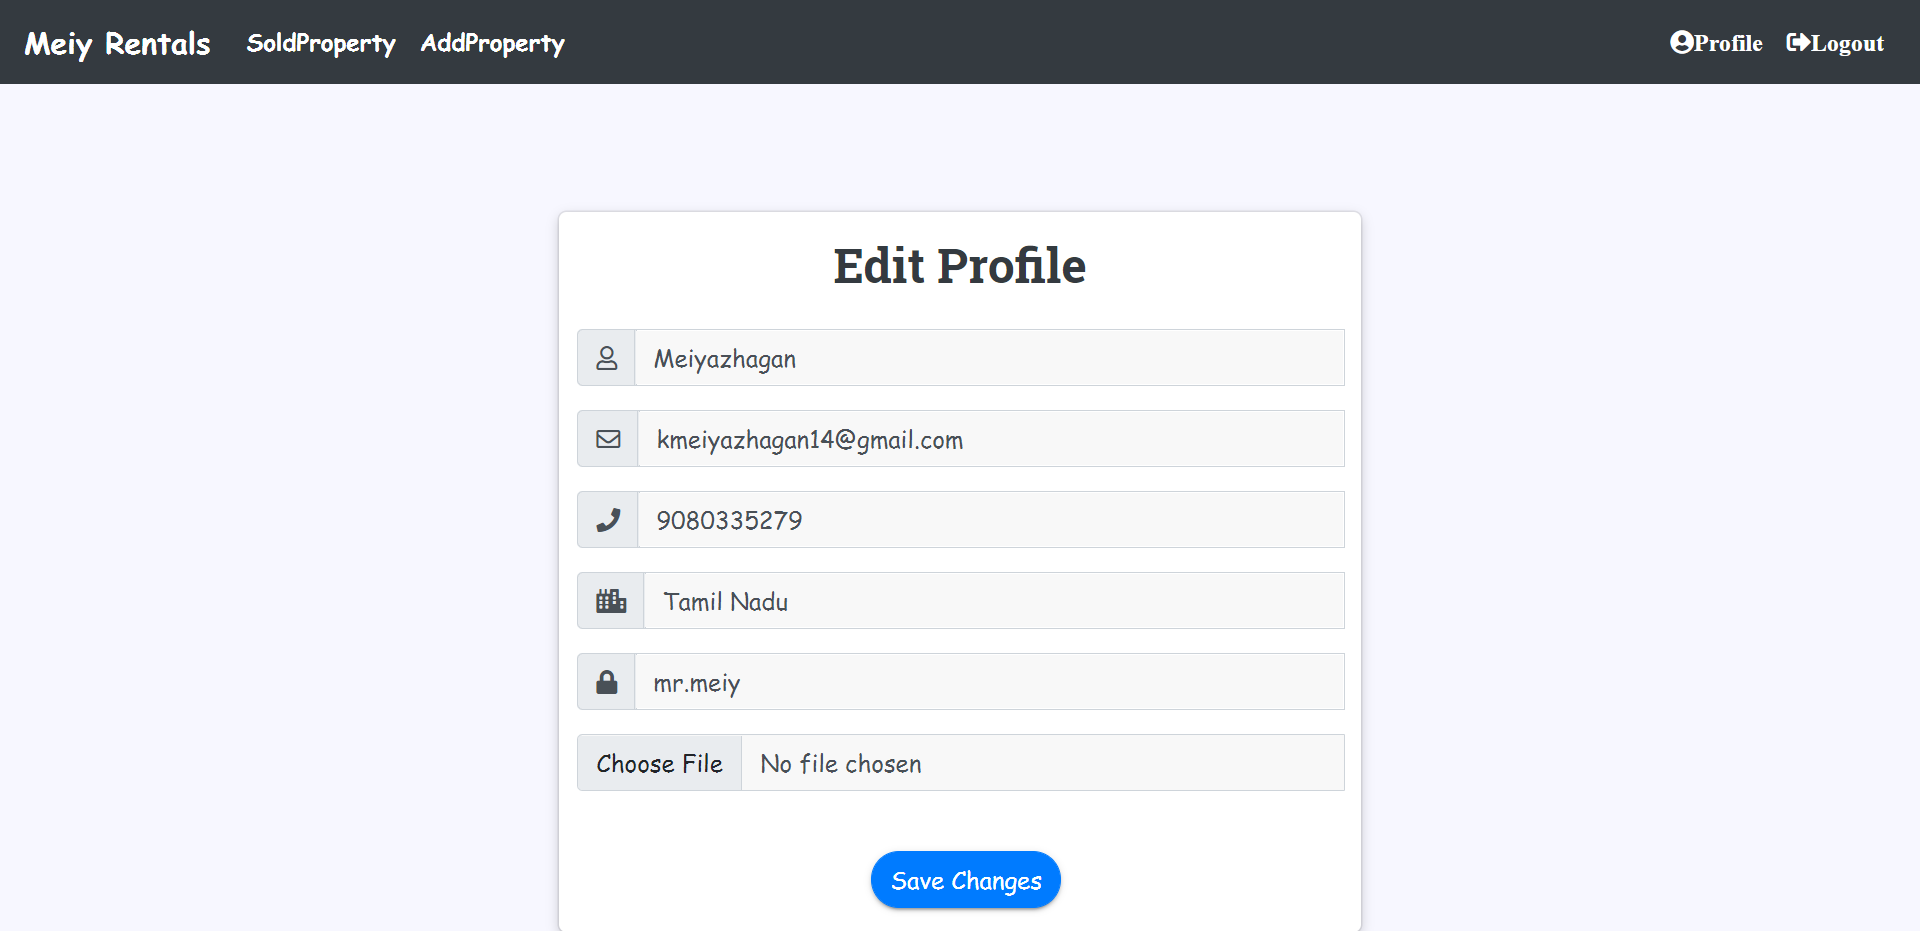 Meiy Rentals SoldProperty AddProperty Profile Logout
Edit Profile
Meiyazhagan
kmeiyazhagan14@gmail.com
9080335279
Tamil Nadu
mr.meiy
Choose File No file chosen
Save Changes